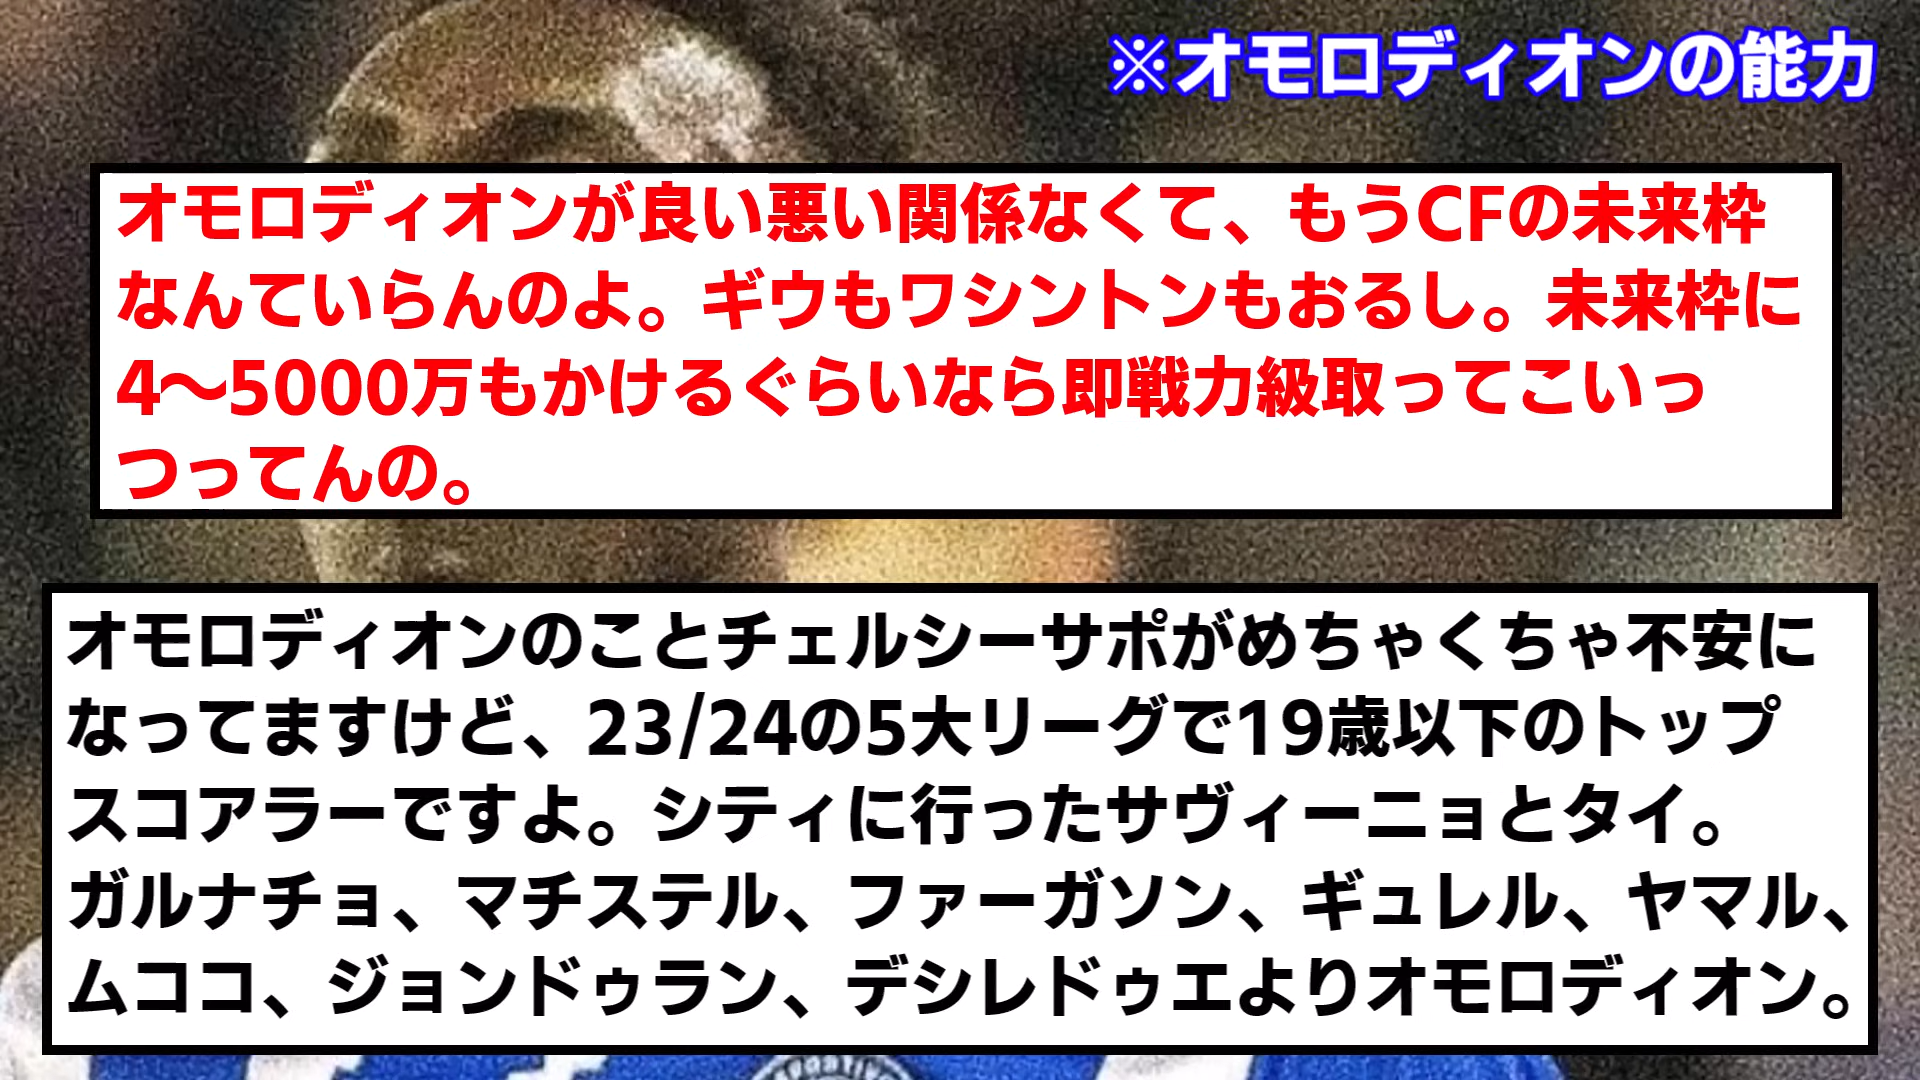 ※オモロディオンの能力
オモロディオンが良い悪い関係なくて、もうCFの未来枠
なんていらんのよ。ギウもワシントンもおるし。未来枠に
4〜5000万もかけるぐらいなら即戦力級取ってこいっ
つってんの。
オモロディオンのことチェルシーサポがめちゃくちゃ不安に
なってますけど、23/24の5大リーグで19歳以下のトップ
スコアラーですよ。シティに行ったサヴィーニョとタイ。
ガルナチョ、マチステル、ファーガソン、ギュレル、ヤマル、
ムココ、ジョンドゥラン、デシレドゥエよりオモロディオン。